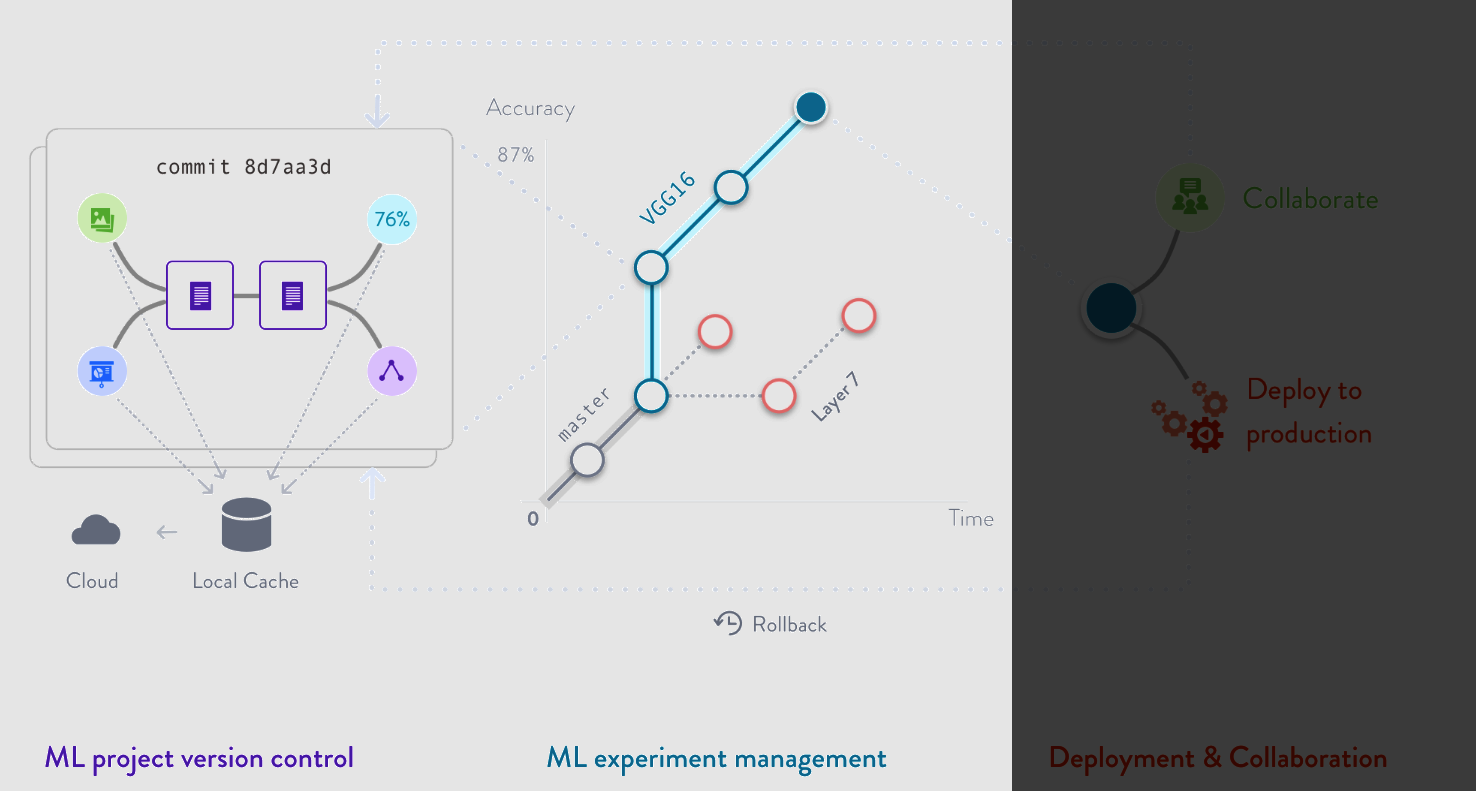 commit 8d7aa3d
76%
Cloud
Local Cache
Accuracy
87%
VGG16
master
Layer 7
0
Time
Rollback
Collaborate
Deploy to
production
ML project version control
ML experiment management
Deployment & Collaboration